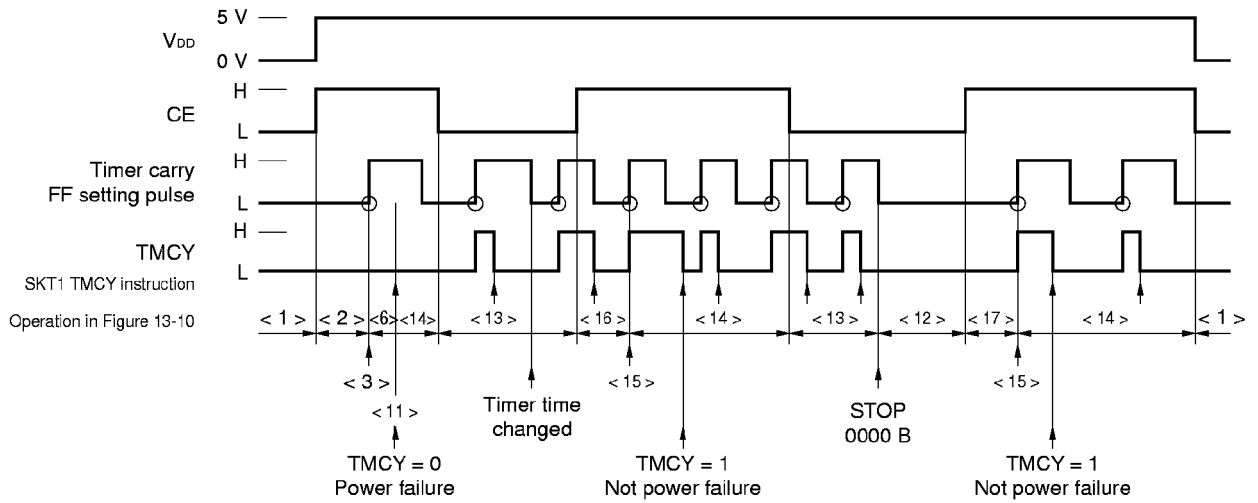 5 V
VDD
0 V
H
CE
L
Timer carry
FF setting pulse
H
L
TMCY
H
L
SKT1 TMCY instruction
Operation in Figure 13-10
< 1 > < 2 > <6> <14> <13> <16> <14> <13> <12> <17> <14> < 1 >
< 3 > <15> <15>
<11>
Timer time
changed
STOP
0000 B
TMCY = 0
Power failure
TMCY = 1
Not power failure
TMCY = 1
Not power failure